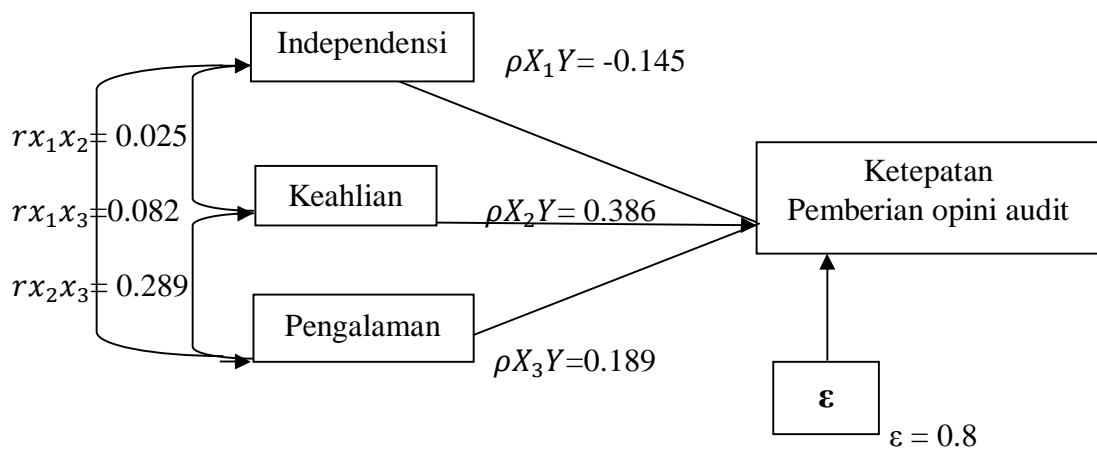 Independensi
𝜌𝑋₁𝑌= -0.145
𝑟𝑥₁𝑥₂= 0.025
Ketepatan
Pemberian opini audit
Keahlian
𝑟𝑥₁𝑥₃=0.082
𝜌𝑋₂𝑌= 0.386
𝑟𝑥₂𝑥₃= 0.289
Pengalaman
𝜌𝑋₃𝑌=0.189
ε
ε = 0.8